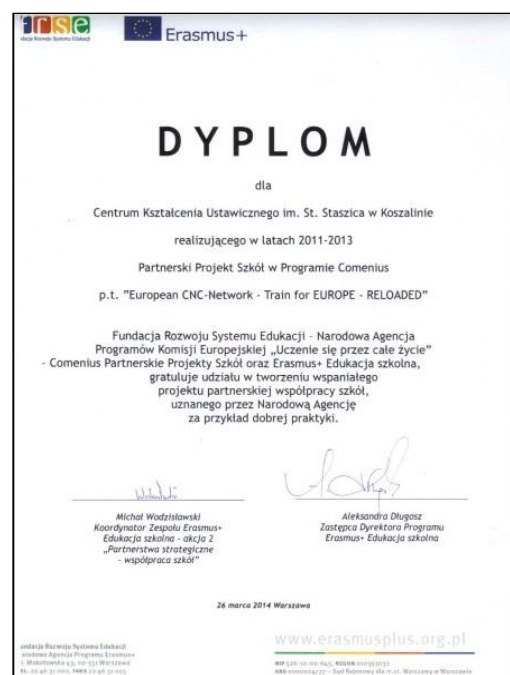 frse
Erasmus+
DYPLOM
dla
Centrum Kształcenia Ustawicznego im. St. Staszica w Koszalinie
realizującego w latach 2011-2013
Partnerski Projekt Szkół w Programie Comenius
p.t. "European CNC-Network - Train for EUROPE - RELOADED”
Fundacja Rozwoju Systemu Edukacji - Narodowa Agencja
Programów Komisji Europejskiej „Uczenie się przez całe życie”
- Comenius Partnerskie Projekty Szkół oraz Erasmus+ Edukacja szkolna,
gratuluje udziału w tworzeniu wspaniałego
projektu partnerskiej współpracy szkół,
uznanego przez Narodową Agencję
za przykład dobrej praktyki.
Michał Wodzisławski
Koordynator Zespołu Erasmus+
Edukacja szkolna - akcja 2
„Partnerstwa strategiczne
- współpraca szkół”
Aleksandra Długosz
Zastępca Dyrektora Programu
Erasmus+ Edukacja szkolna
26 marca 2014 Warszawa
www.erasmusplus.org.pl